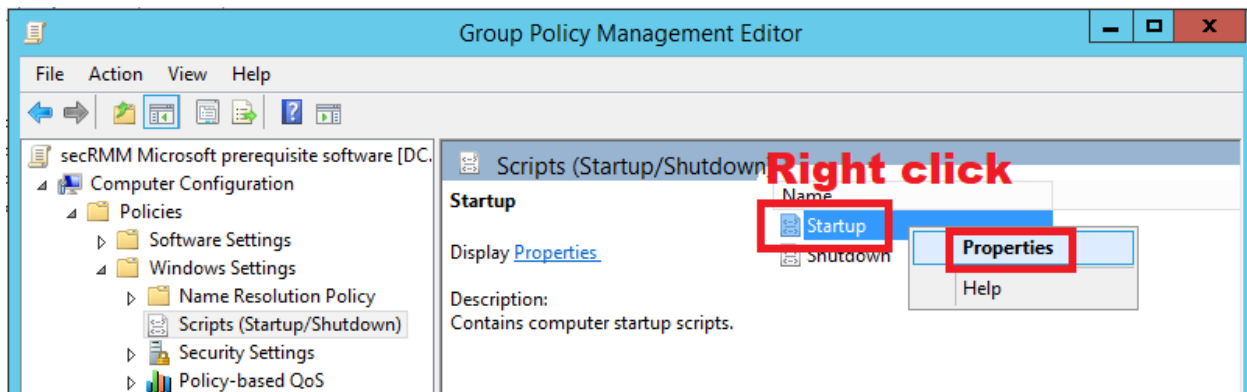 Group Policy Management Editor
File Action View Help
secRMM Microsoft prerequisite software [DC.
Computer Configuration
Policies
Software Settings
Windows Settings
Name Resolution Policy
Scripts (Startup/Shutdown)
Security Settings
Policy-based QoS
Scripts (Startup/Shutdown)
Right click
Startup
Display Properties
Description:
Contains computer startup scripts.
Name
Startup
Shutdown
Properties
Help